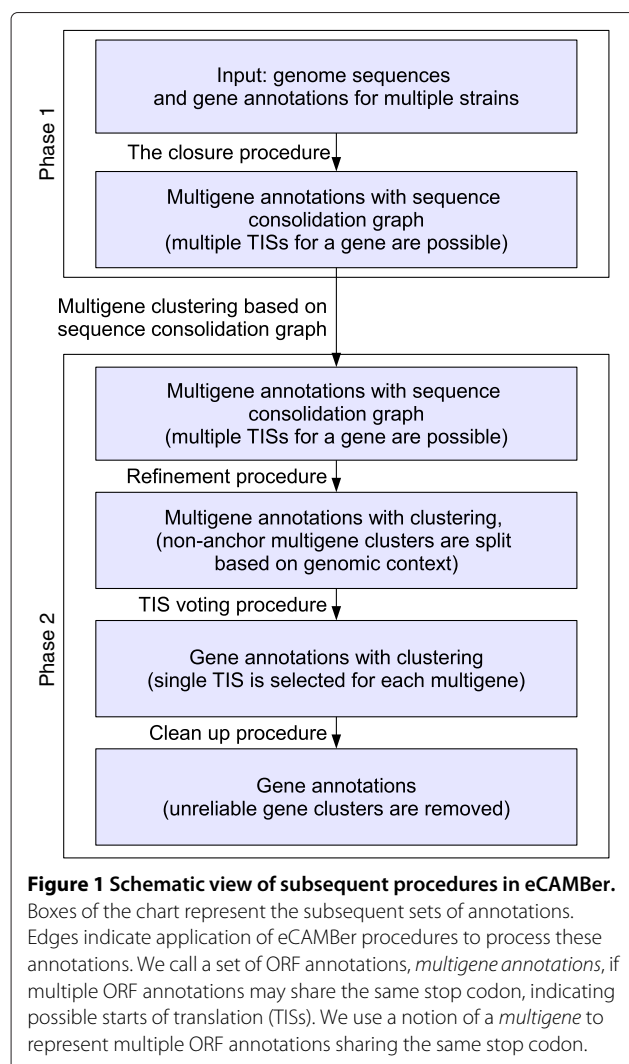 Phase 1
Input: genome sequences
and gene annotations for multiple strains
The closure procedure
Multigene annotations with sequence
consolidation graph
(multiple TISs for a gene are possible)
Multigene clustering based on
sequence consolidation graph
Phase 2
Multigene annotations with sequence
consolidation graph
(multiple TISs for a gene are possible)
Refinement procedure
Multigene annotations with clustering,
(non-anchor multigene clusters are split
based on genomic context)
TIS voting procedure
Gene annotations with clustering
(single TIS is selected for each multigene)
Clean up procedure
Gene annotations
(unreliable gene clusters are removed)
Figure 1 Schematic view of subsequent procedures in eCAMBer.
Boxes of the chart represent the subsequent sets of annotations.
Edges indicate application of eCAMBer procedures to process these
annotations. We call a set of ORF annotations, multigene annotations, if
multiple ORF annotations may share the same stop codon, indicating
possible starts of translation (TISs). We use a notion of a multigene to
represent multiple ORF annotations sharing the same stop codon.